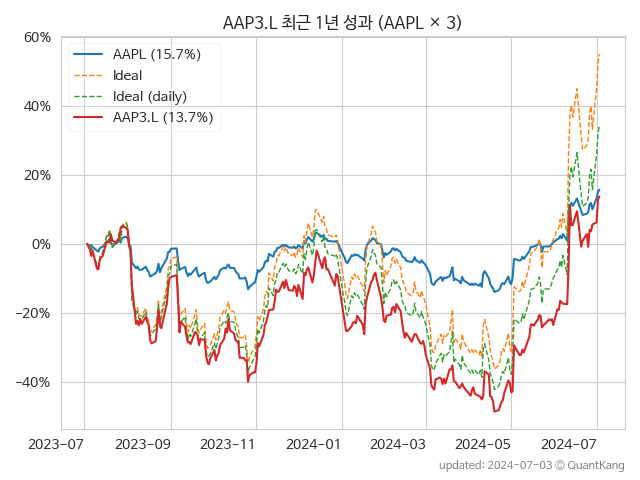 AAP3.L 최근 1년 성과 (AAPL × 3)
60%
40%
20%
0%
−20%
−40%
AAPL (15.7%)
Ideal
Ideal (daily)
AAP3.L (13.7%)
2023-07
2023-09
2023-11
2024-01
2024-03
2024-05
2024-07
updated: 2024-07-03 © QuantKang